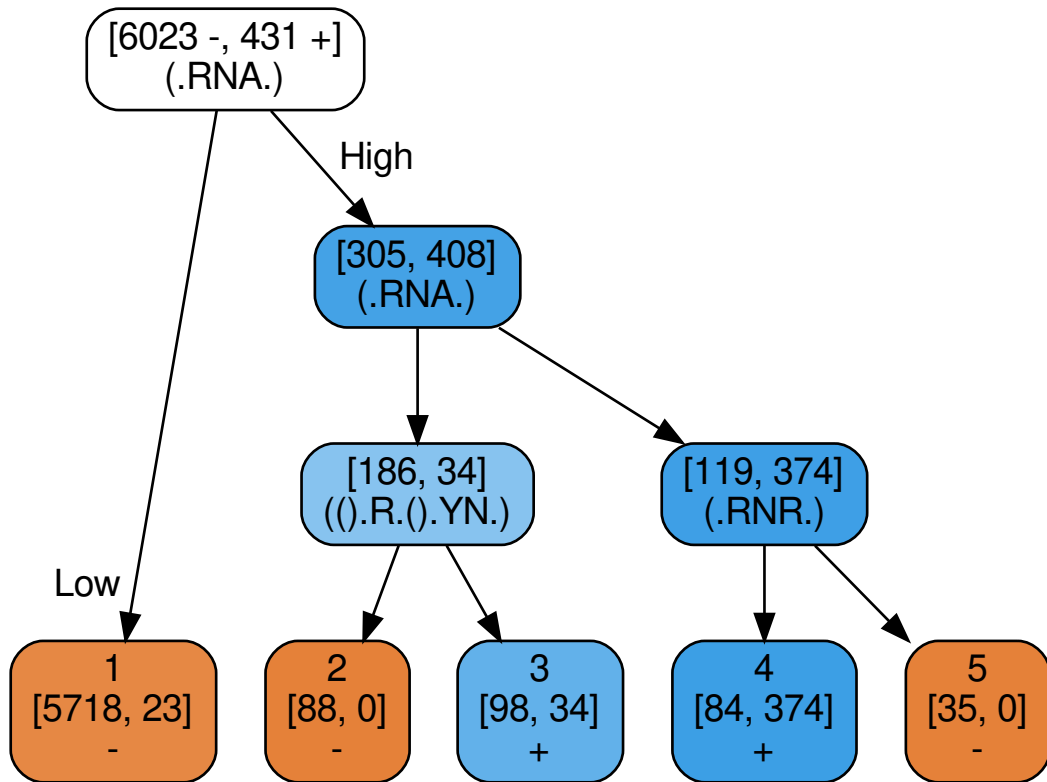 [6023 -, 431 +]
(.RNA.)
High
[305, 408]
(.RNA.)
[186, 34]
(().R.().YN.)
[119, 374]
(.RNR.)
Low
1
[5718, 23]
-
2
[88, 0]
-
3
[98, 34]
+
4
[84, 374]
+
5
[35, 0]
-